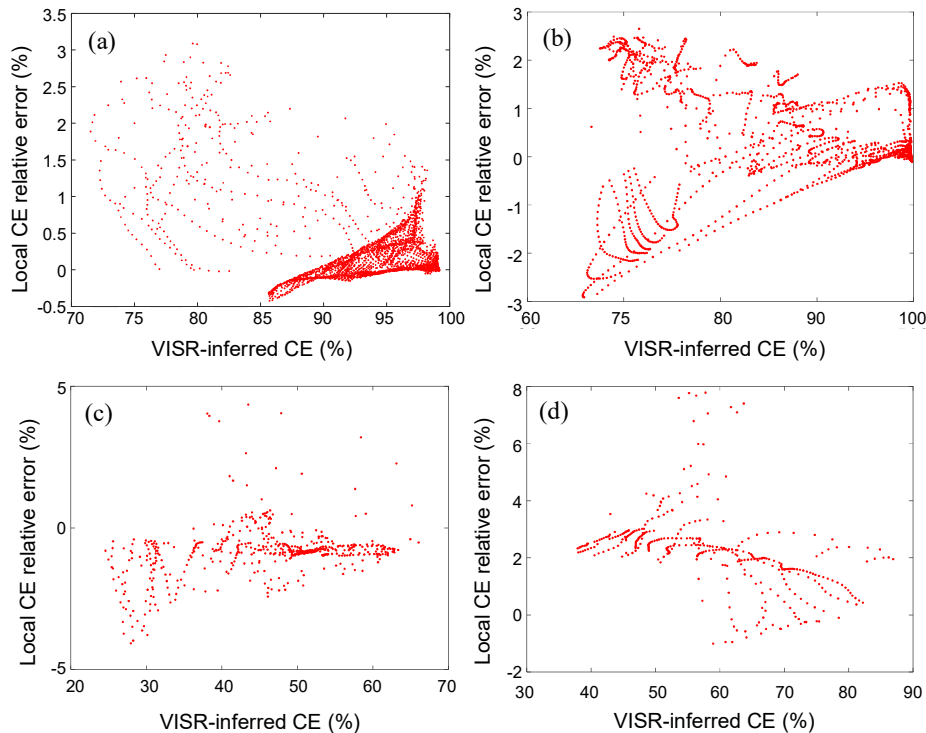 (a)
Local CE relative error (%)
3.5
3
2.5
2
1.5
1
0.5
0
-0.5
70 75 80 85 90 95 100
VISR-inferred CE (%)
(b)
Local CE relative error (%)
3
2
1
0
-1
-2
-3
60 75 80 90 100
VISR-inferred CE (%)
(c)
Local CE relative error (%)
5
0
-5
20 30 40 50 60 70
VISR-inferred CE (%)
(d)
Local CE relative error (%)
8
6
4
2
0
-2
30 40 50 60 70 80 90
VISR-inferred CE (%)